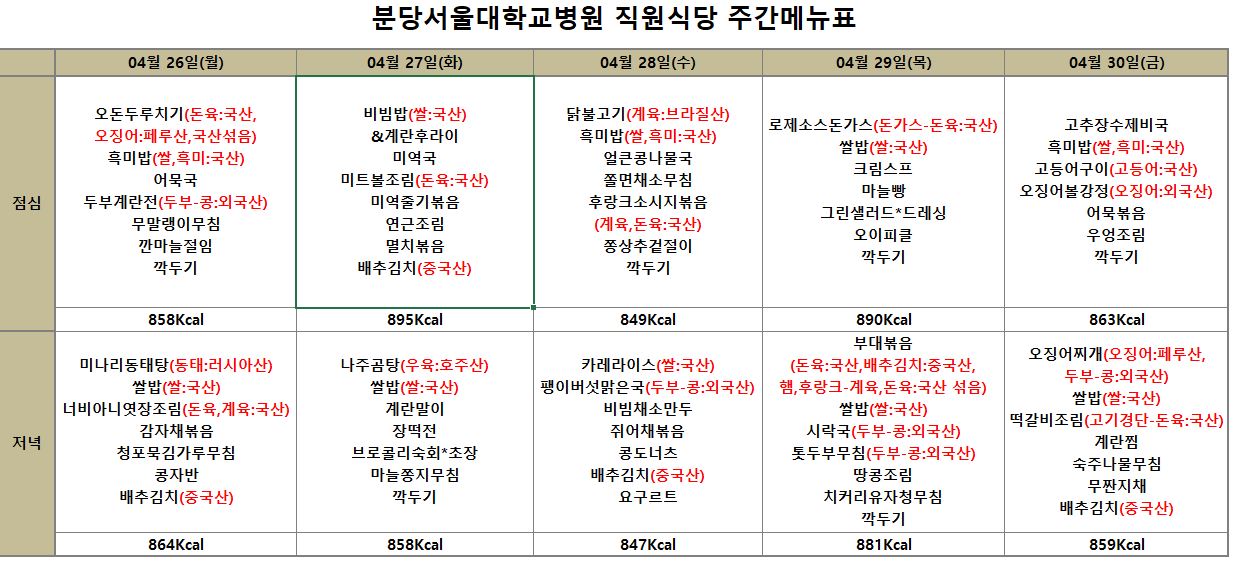 분당서울대학교병원 직원식당 주간메뉴표
04월 26일(월)
04월 27일(화)
04월 28일(수)
04월 29일(목)
04월 30일(금)
점심
오돈두루치기(돈육:국산,
오징어:페루산,국산섞음)
흑미밥(쌀,흑미:국산)
어묵국
두부계란전(두부-콩:외국산)
무말랭이무침
깐마늘절임
깍두기
비빔밥(쌀:국산)
&계란후라이
미역국
미트볼조림(돈육:국산)
미역줄기볶음
연근조림
멸치볶음
배추김치(중국산)
닭불고기(계육:브라질산)
흑미밥(쌀,흑미:국산)
얼큰콩나물국
쫄면채소무침
후랑크소시지볶음
(계육,돈육:국산)
쫑상추겉절이
깍두기
로제소스돈가스(돈가스-돈육:국산)
쌀밥(쌀:국산)
크림스프
마늘빵
그린샐러드*드레싱
오이피클
깍두기
고추장수제비국
흑미밥(쌀,흑미:국산)
고등어구이(고등어:국산)
오징어볼강정(오징어:외국산)
어묵볶음
우엉조림
깍두기
858Kcal
895Kcal
849Kcal
890Kcal
863Kcal
저녁
미나리동태탕(동태:러시아산)
쌀밥(쌀:국산)
너비아니엿장조림(돈육,계육:국산)
감자채볶음
청포묵김가루무침
콩자반
배추김치(중국산)
나주곰탕(우육:호주산)
쌀밥(쌀:국산)
계란말이
장떡전
브로콜리숙회*초장
마늘쫑지무침
깍두기
카레라이스(쌀:국산)
팽이버섯맑은국(두부-콩:외국산)
비빔채소만두
쥐어채볶음
콩도너츠
배추김치(중국산)
요구르트
부대볶음
(돈육:국산,배추김치:중국산,
햄,후랑크-계육,돈육:국산 섞음)
쌀밥(쌀:국산)
시락국(두부-콩:외국산)
톳두부무침(두부-콩:외국산)
땅콩조림
치커리유자청무침
깍두기
오징어찌개(오징어:페루산,
두부-콩:외국산)
쌀밥(쌀:국산)
떡갈비조림(고기경단-돈육:국산)
계란찜
숙주나물무침
무짠지채
배추김치(중국산)
864Kcal
858Kcal
847Kcal
881Kcal
859Kcal